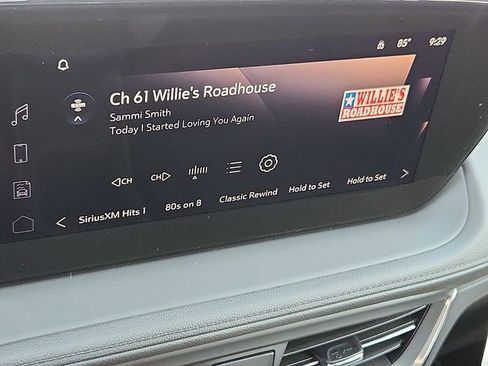 85° 9:29
Ch 61 Willie's Roadhouse
Sammi Smith
Today I Started Loving You Again
WILLIE'S
ROADHOUSE
◁CH CH▷
< SiriusXM Hits 1 80s on 8 Classic Rewind Hold to Set Hold to Set >